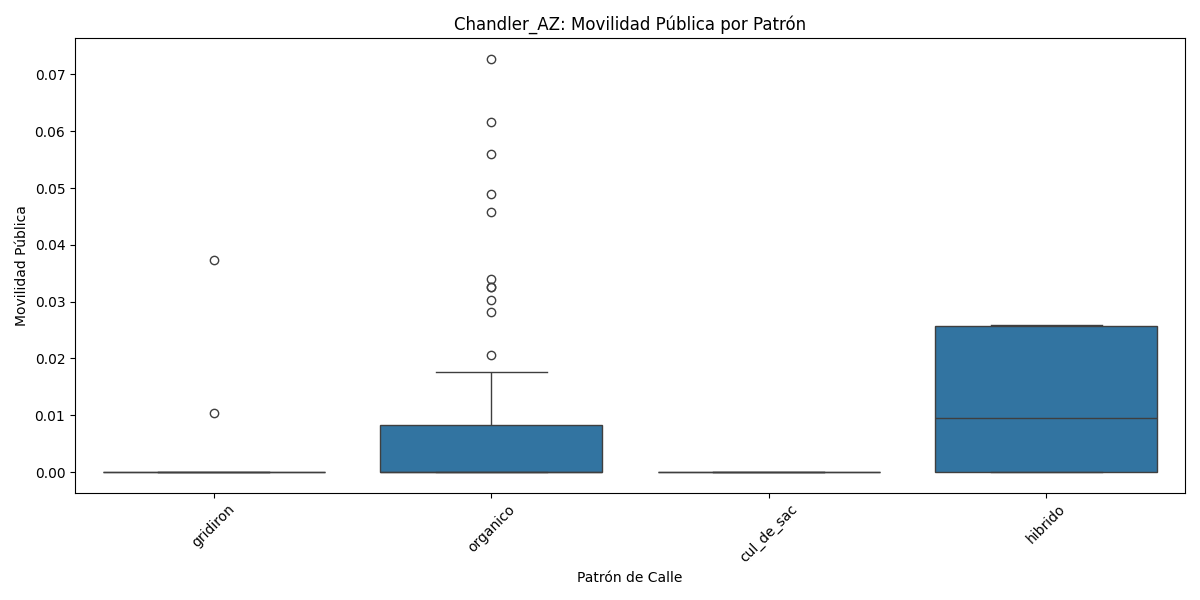 Chandler_AZ: Movilidad Pública por Patrón
Movilidad Pública
0.07
0.06
0.05
0.04
0.03
0.02
0.01
0.00
gridiron
organico
cul_de_sac
hibrido
Patrón de Calle